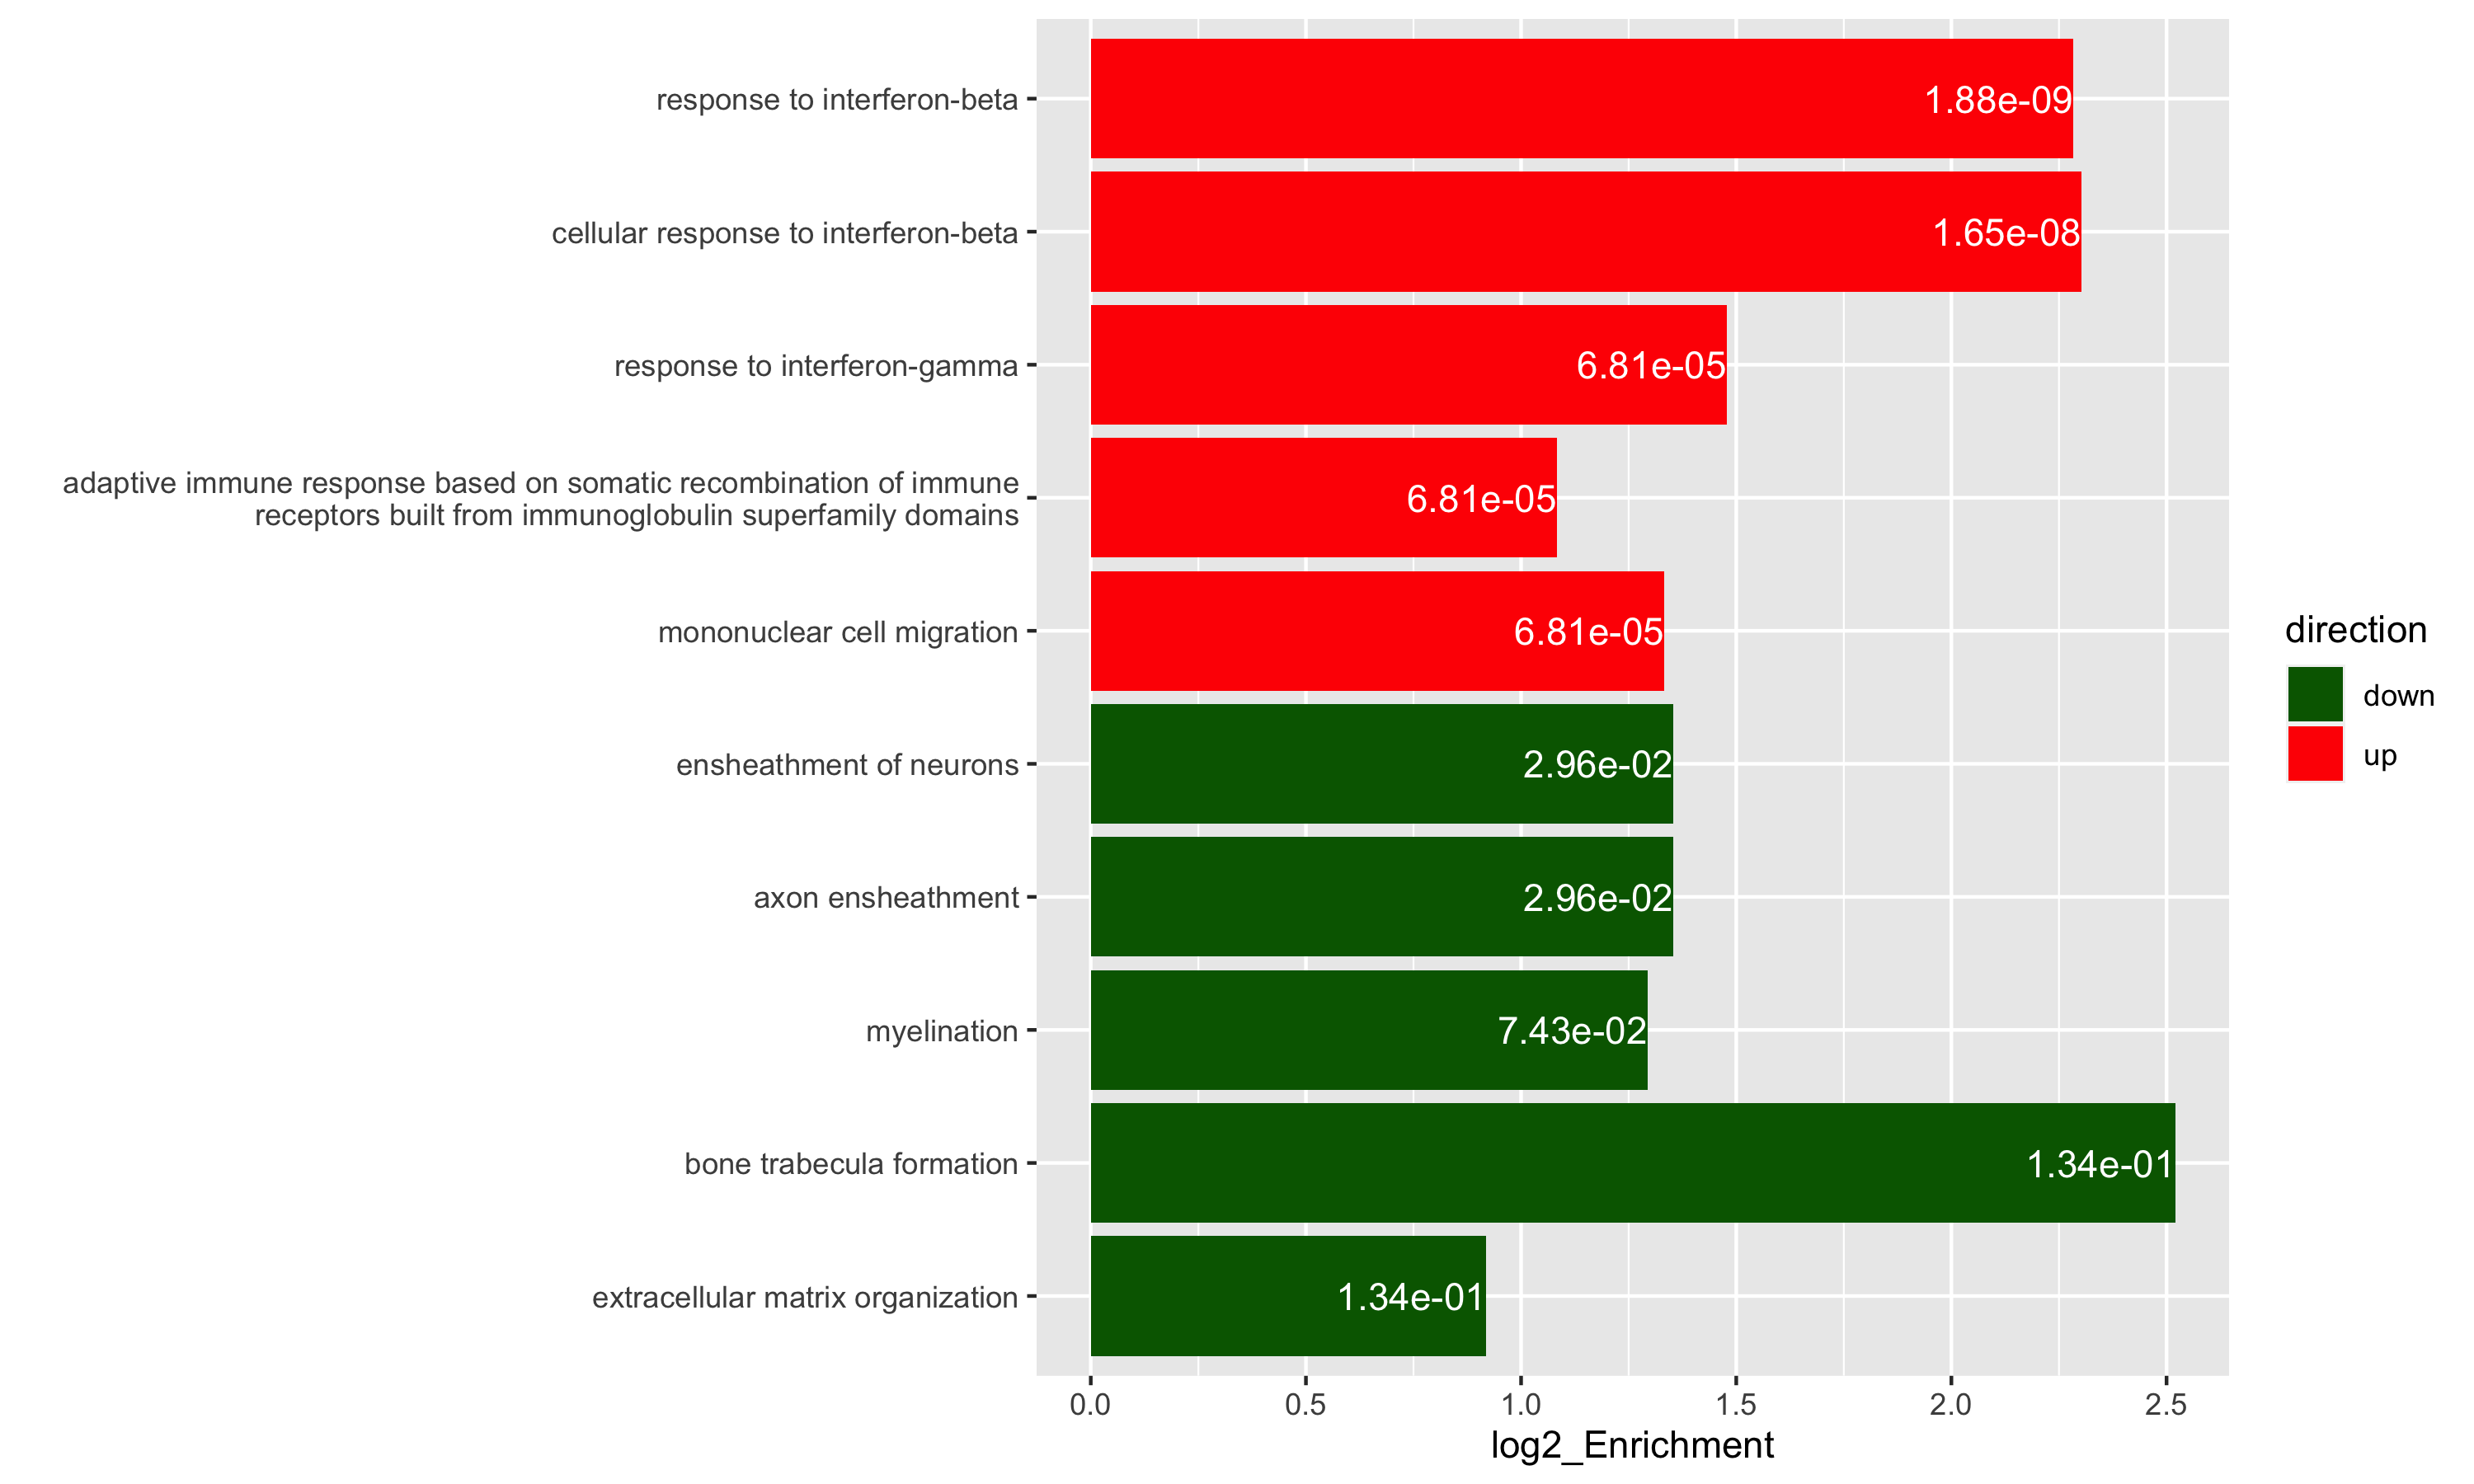 response to interferon-beta
1.88e-09
cellular response to interferon-beta
1.65e-08
response to interferon-gamma
6.81e-05
adaptive immune response based on somatic recombination of immune
receptors built from immunoglobulin superfamily domains
6.81e-05
mononuclear cell migration
6.81e-05
ensheathment of neurons
2.96e-02
axon ensheathment
2.96e-02
myelination
7.43e-02
bone trabecula formation
1.34e-01
extracellular matrix organization
1.34e-01
0.0 0.5 1.0 1.5 2.0 2.5
log2_Enrichment
direction
down
up